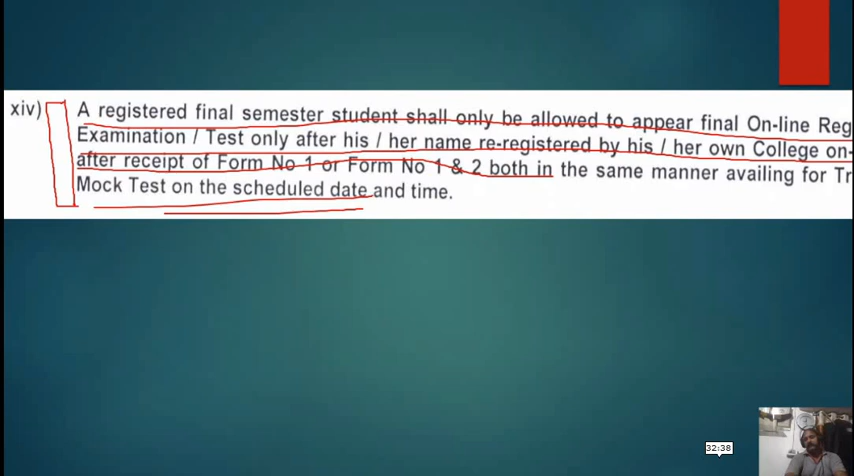 xiv) A registered final semester student shall only be allowed to appear final On-line Reg
Examination / Test only after his / her name re-registered by his / her own College on-
after receipt of Form No 1 or Form No 1 & 2 both in the same manner availing for Tr
Mock Test on the scheduled date and time.
32:38